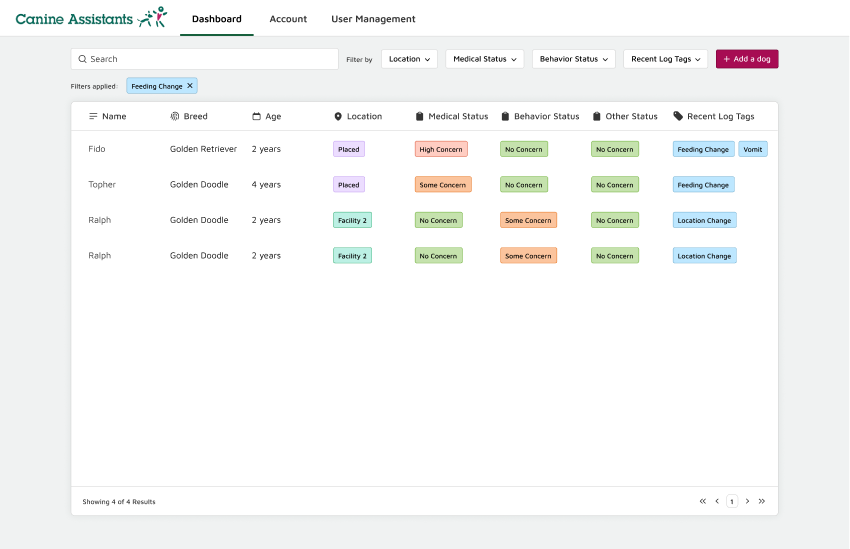 Canine Assistants
Dashboard Account User Management
Search Filter by Location Medical Status Behavior Status Recent Log Tags + Add a dog
Filters applied: Feeding Change ✕
Name Breed Age Location Medical Status Behavior Status Other Status Recent Log Tags
Fido Golden Retriever 2 years Placed High Concern No Concern No Concern Feeding Change Vomit
Topher Golden Doodle 4 years Placed Some Concern No Concern No Concern Feeding Change
Ralph Golden Doodle 2 years Facility 2 No Concern Some Concern No Concern Location Change
Ralph Golden Doodle 2 years Facility 2 No Concern Some Concern No Concern Location Change
Showing 4 of 4 Results « ‹ 1 › »